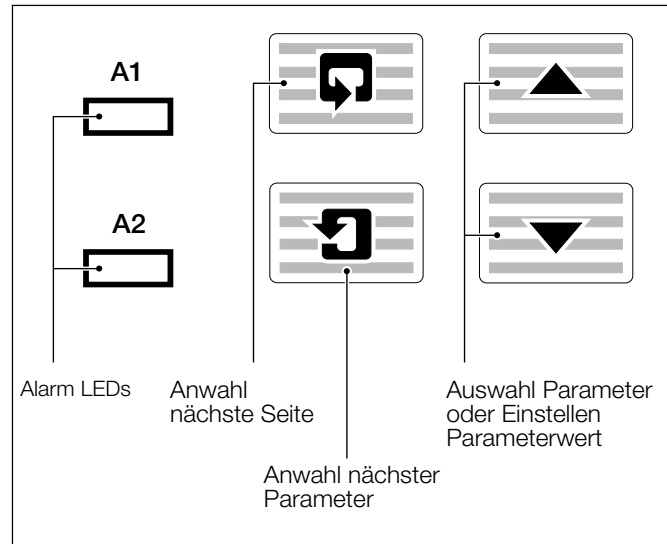 A1
A2
Alarm LEDs
Anwahl
nächste Seite
Anwahl nächster
Parameter
Auswahl Parameter
oder Einstellen
Parameterwert